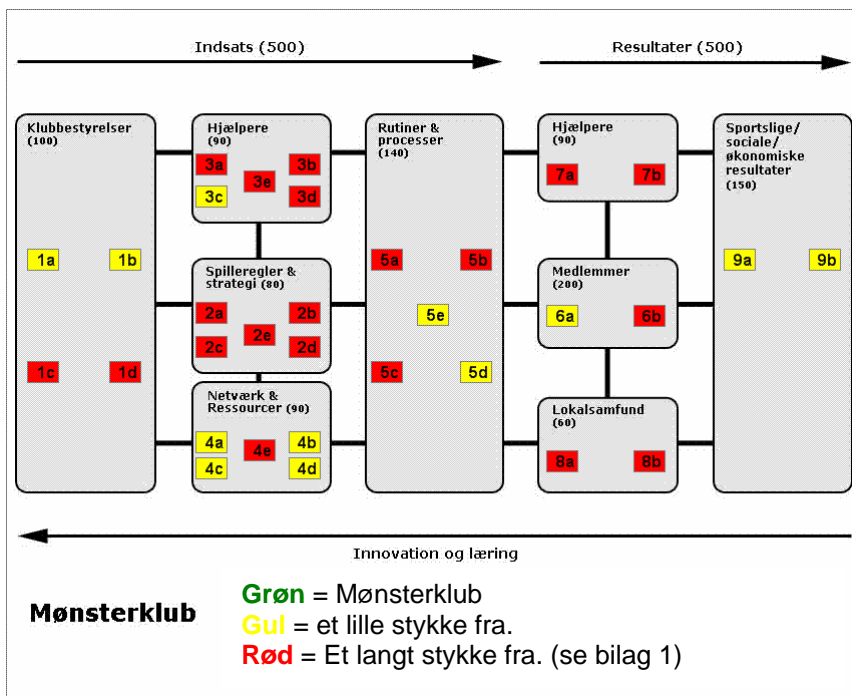 Indsats (500)
Resultater (500)
Klubbestyrelser
(100)
1a
1b
1c
1d
Hjælpere
(90)
3a
3b
3e
3c
3d
Spilleregler &
strategi (80)
2a
2b
2e
2c
2d
Netværk &
Ressourcer (90)
4a
4b
4e
4c
4d
Rutiner &
processer
(140)
5a
5b
5e
5c
5d
Hjælpere
(90)
7a
7b
Medlemmer
(200)
6a
6b
Lokalsamfund
(60)
8a
8b
Sportslige/
sociale/
økonomiske
resultater
(150)
9a
9b
Innovation og læring
Mønsterklub
Grøn = Mønsterklub
Gul = et lille stykke fra.
Rød = Et langt stykke fra. (se bilag 1)